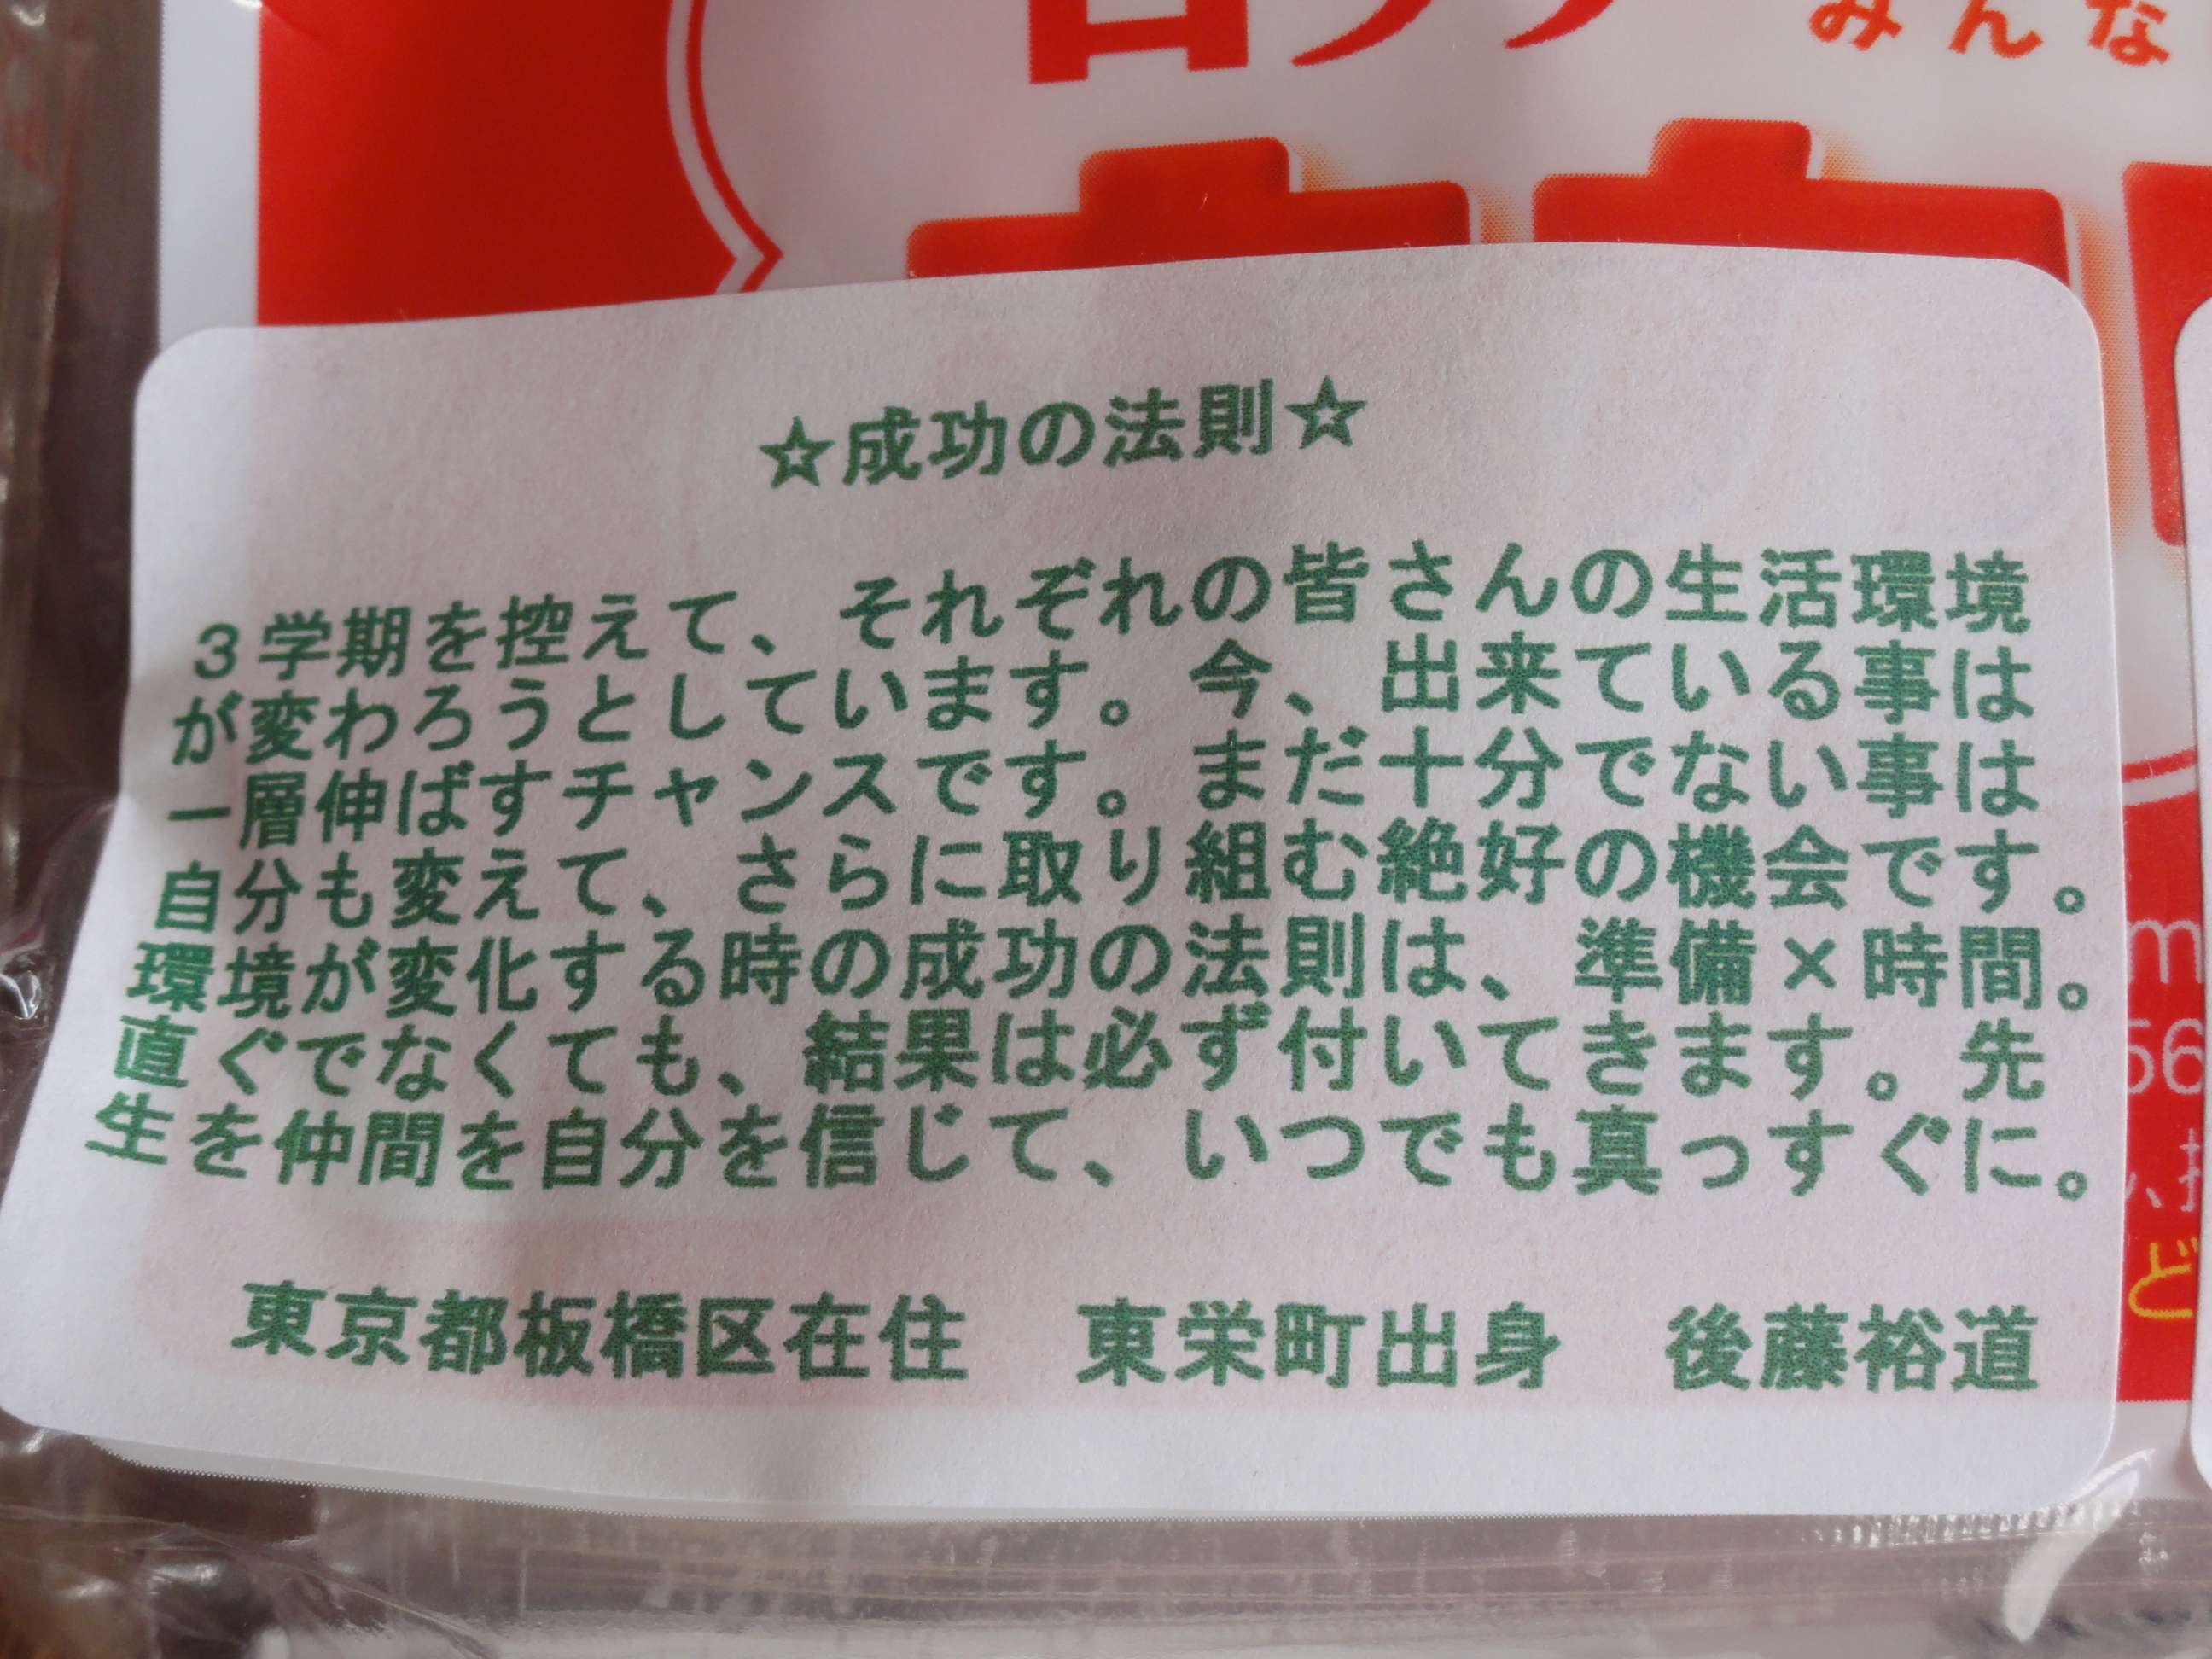 みんな
☆成功の法則☆
３学期を控えて、それぞれの皆さんの生活環境
が変わろうとしています。今、出来ている事は
一層伸ばすチャンスです。まだ十分でない事は
自分も変えて、さらに取り組む絶好の機会です。
環境が変化する時の成功の法則は、準備×時間。
直ぐでなくても、結果は必ず付いてきます。先
生を仲間を自分を信じて、いつでも真っすぐに。
東京都板橋区在住　東栄町出身　後藤裕道
m
56
ど